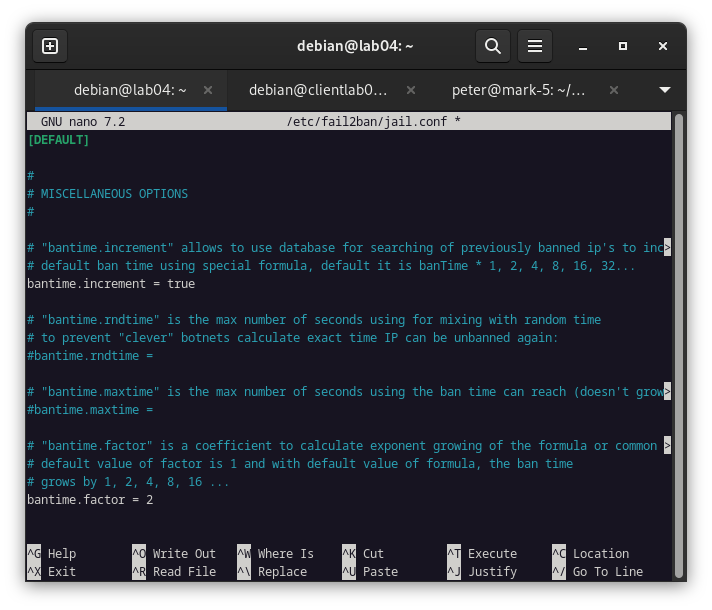 debian@lab04: ~
debian@lab04: ~ × debian@clientlab0… × peter@mark-5: ~/… ×
GNU nano 7.2 /etc/fail2ban/jail.conf *
[DEFAULT]
#
# MISCELLANEOUS OPTIONS
#
# "bantime.increment" allows to use database for searching of previously banned ip's to inc>
# default ban time using special formula, default it is banTime * 1, 2, 4, 8, 16, 32...
bantime.increment = true
# "bantime.rndtime" is the max number of seconds using for mixing with random time
# to prevent "clever" botnets calculate exact time IP can be unbanned again:
#bantime.rndtime =
# "bantime.maxtime" is the max number of seconds using the ban time can reach (doesn't grow>
#bantime.maxtime =
# "bantime.factor" is a coefficient to calculate exponent growing of the formula or common >
# default value of factor is 1 and with default value of formula, the ban time
# grows by 1, 2, 4, 8, 16 ...
bantime.factor = 2
^G Help ^O Write Out ^W Where Is ^K Cut ^T Execute ^C Location
^X Exit ^R Read File ^\ Replace ^U Paste ^J Justify ^/ Go To Line